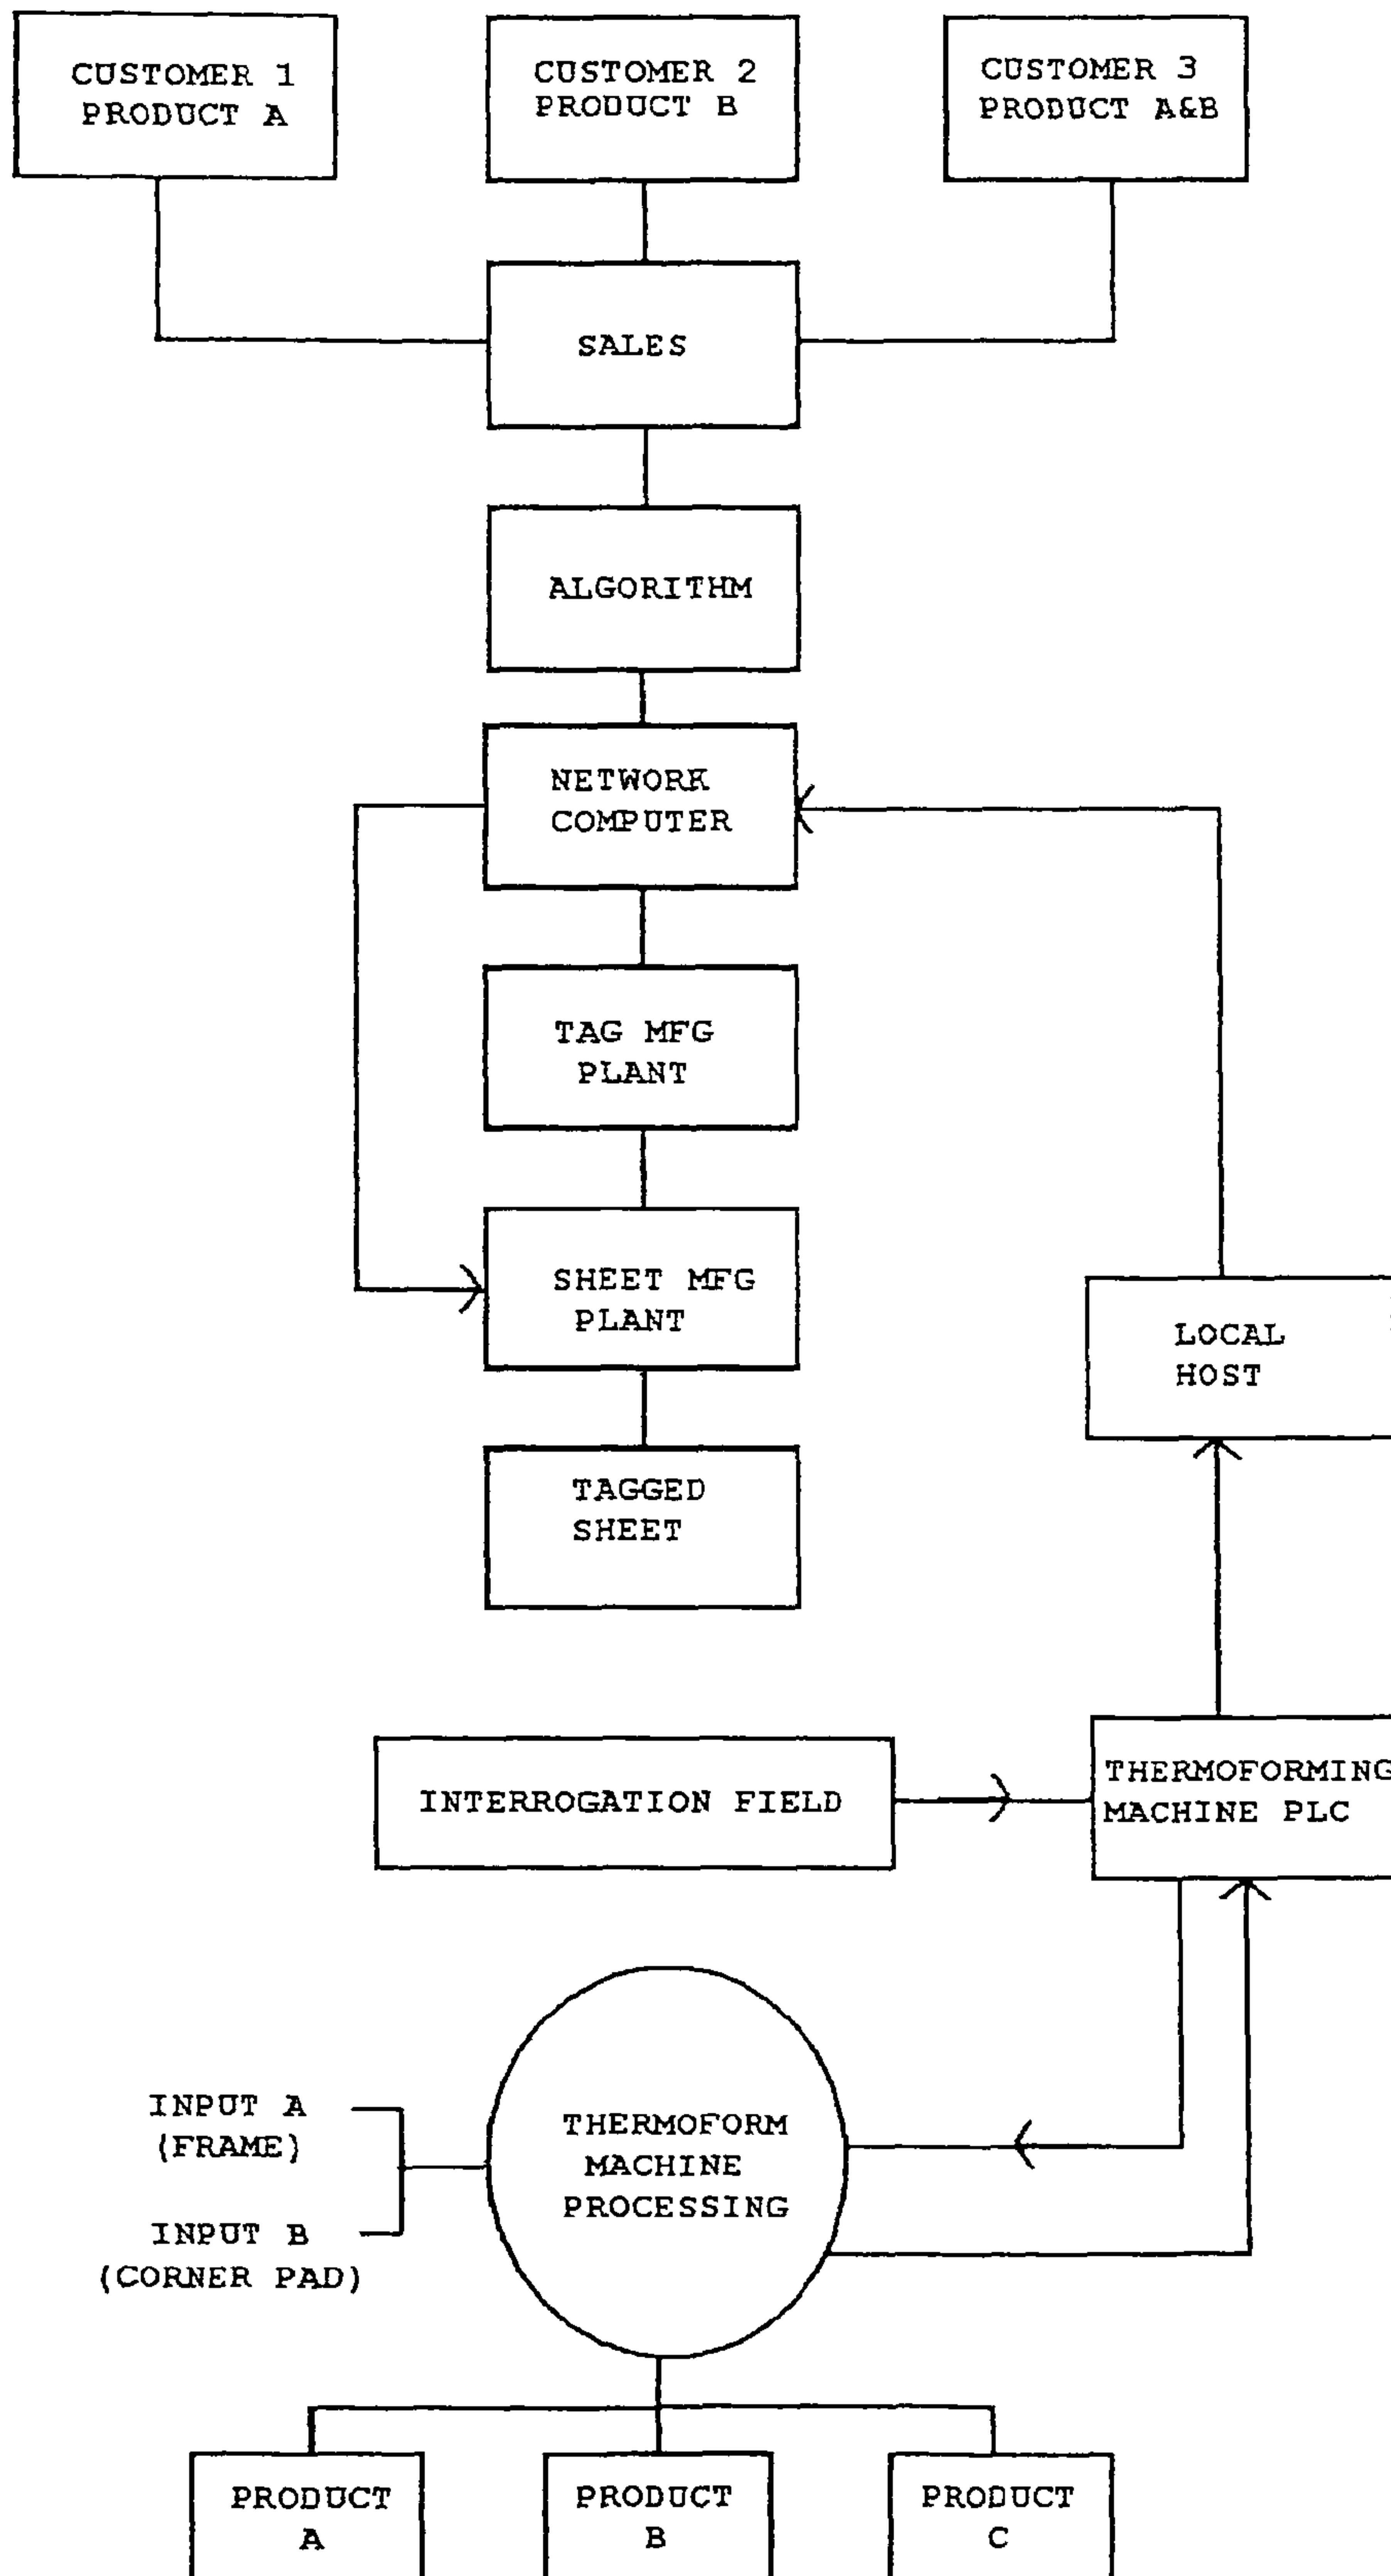 CUSTOMER 1
PRODUCT A
CUSTOMER 2
PRODUCT B
CUSTOMER 3
PRODUCT A&B
SALES
ALGORITHM
NETWORK
COMPUTER
TAG MFG
PLANT
SHEET MFG
PLANT
LOCAL
HOST
TAGGED
SHEET
INTERROGATION FIELD
THERMOFORMING
MACHINE PLC
INPUT A
(FRAME)
INPUT B
(CORNER PAD)
THERMOFORM
MACHINE
PROCESSING
PRODUCT
A
PRODUCT
B
PRODUCT
C